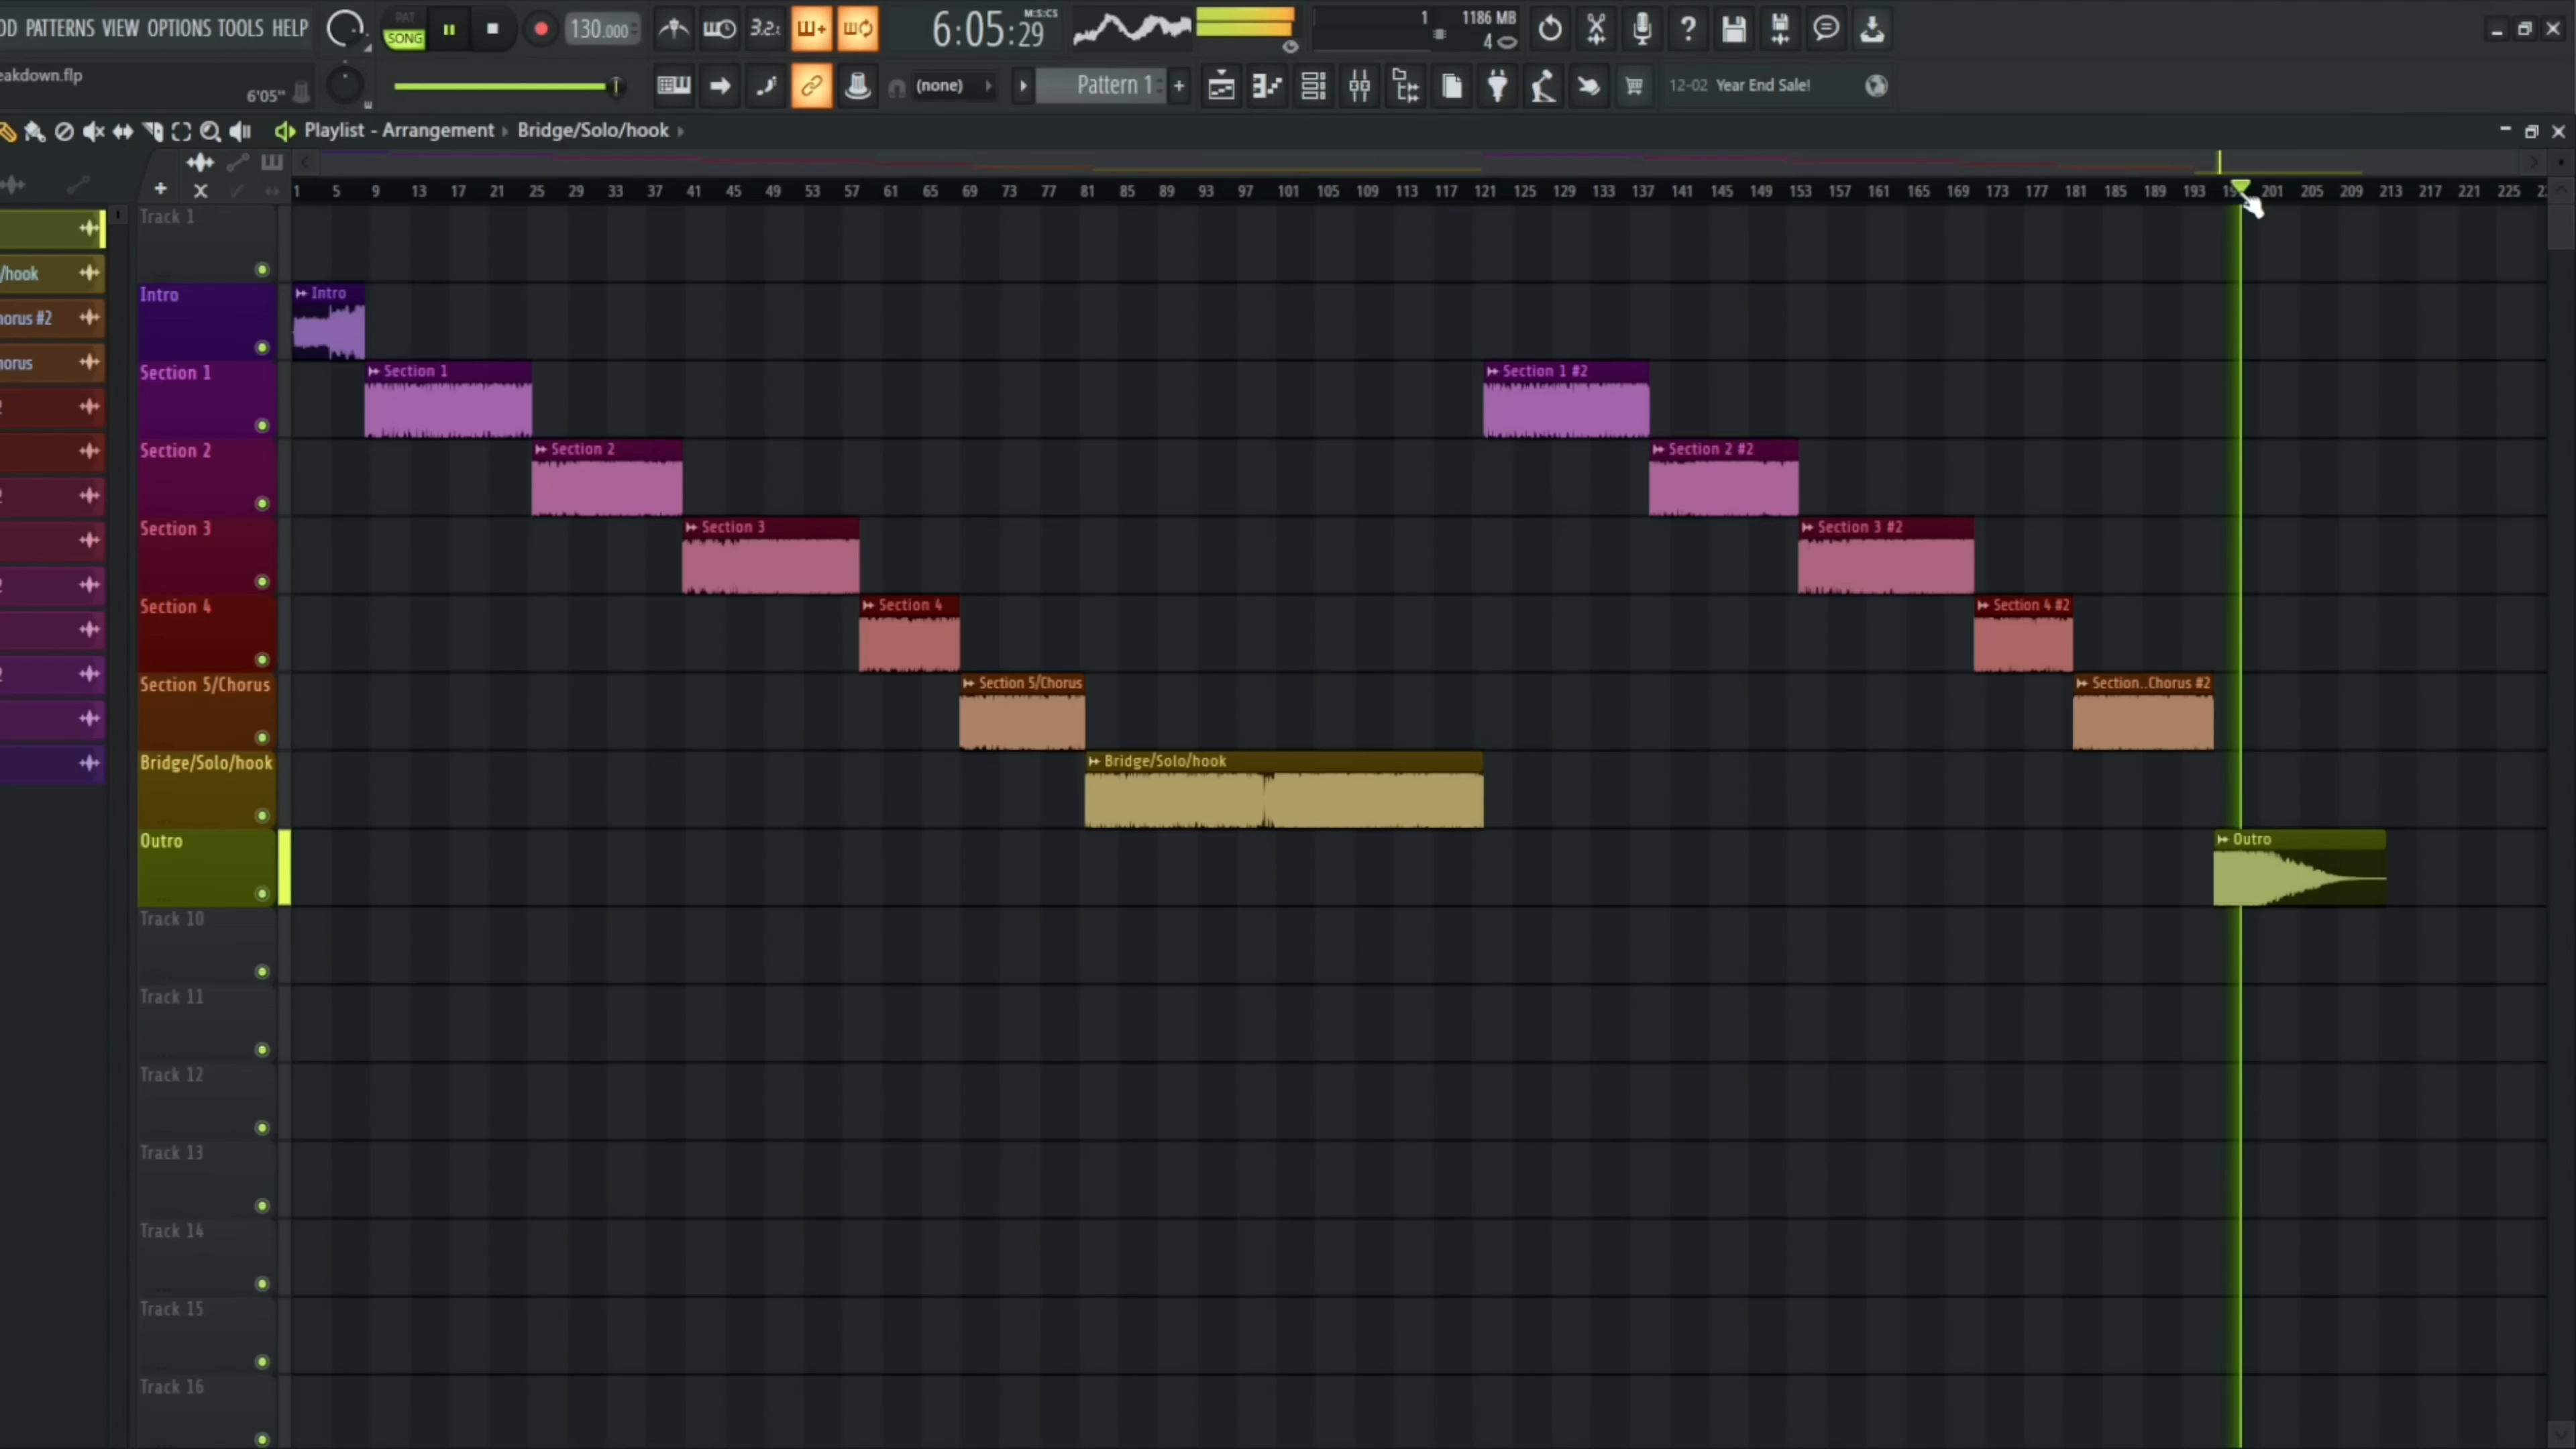 PATTERNS VIEW OPTIONS TOOLS HELP
PAT
SONG
130.000
3.2.
6:05:29
M:S:CS
1
1186 MB
4
eakdown.flp
6'05"
(none)
Pattern 1
12-02 Year End Sale!
Playlist - Arrangement Bridge/Solo/hook
1 5 9 13 17 21 25 29 33 37 41 45 49 53 57 61 65 69 73 77 81 85 89 93 97 101 105 109 113 117 121 125 129 133 137 141 145 149 153 157 161 165 169 173 177 181 185 189 193 201 205 209 213 217 221 225
Track 1
/hook
Intro
Intro
horus #2
horus
Section 1
Section 1
Section 1 #2
Section 2
Section 2
Section 2 #2
Section 3
Section 3
Section 3 #2
Section 4
Section 4
Section 4 #2
Section 5/Chorus
Section 5/Chorus
Section..Chorus #2
Bridge/Solo/hook
Bridge/Solo/hook
Outro
Outro
Track 10
Track 11
Track 12
Track 13
Track 14
Track 15
Track 16